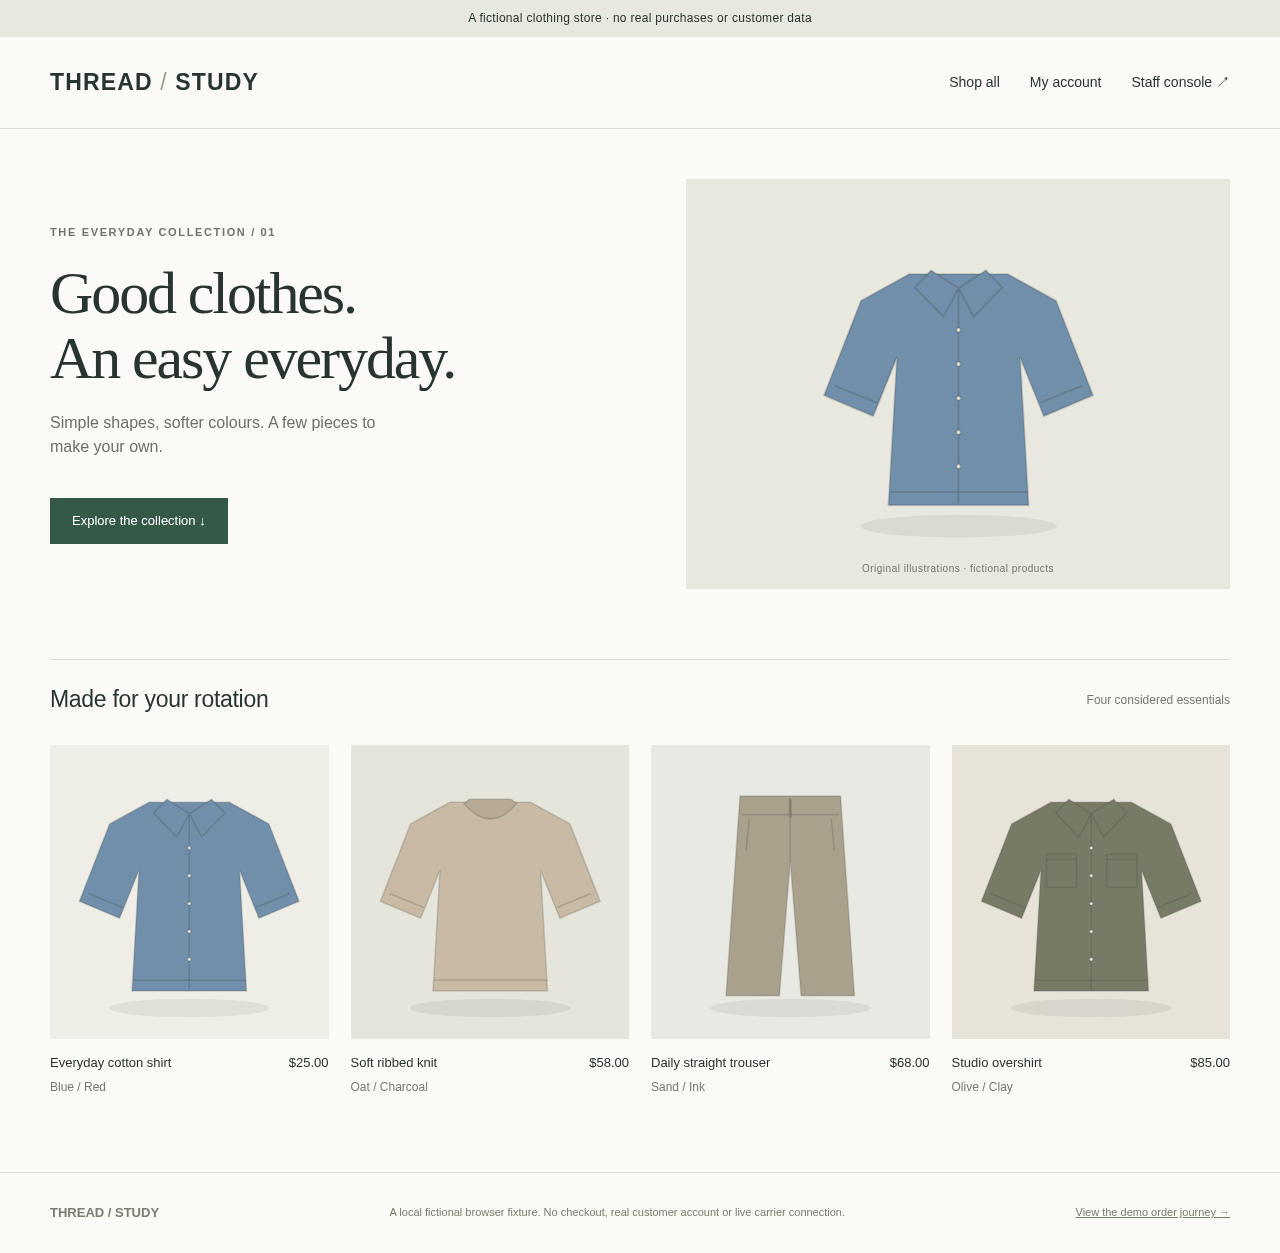 A fictional clothing store · no real purchases or customer data
THREAD / STUDY
Shop all
My account
Staff console ↗
THE EVERYDAY COLLECTION / 01
Good clothes.
An easy everyday.
Simple shapes, softer colours. A few pieces to
make your own.
Explore the collection ↓
Original illustrations · fictional products
Made for your rotation
Four considered essentials
Everyday cotton shirt $25.00
Blue / Red
Soft ribbed knit $58.00
Oat / Charcoal
Daily straight trouser $68.00
Sand / Ink
Studio overshirt $85.00
Olive / Clay
THREAD / STUDY
A local fictional browser fixture. No checkout, real customer account or live carrier connection.
View the demo order journey →